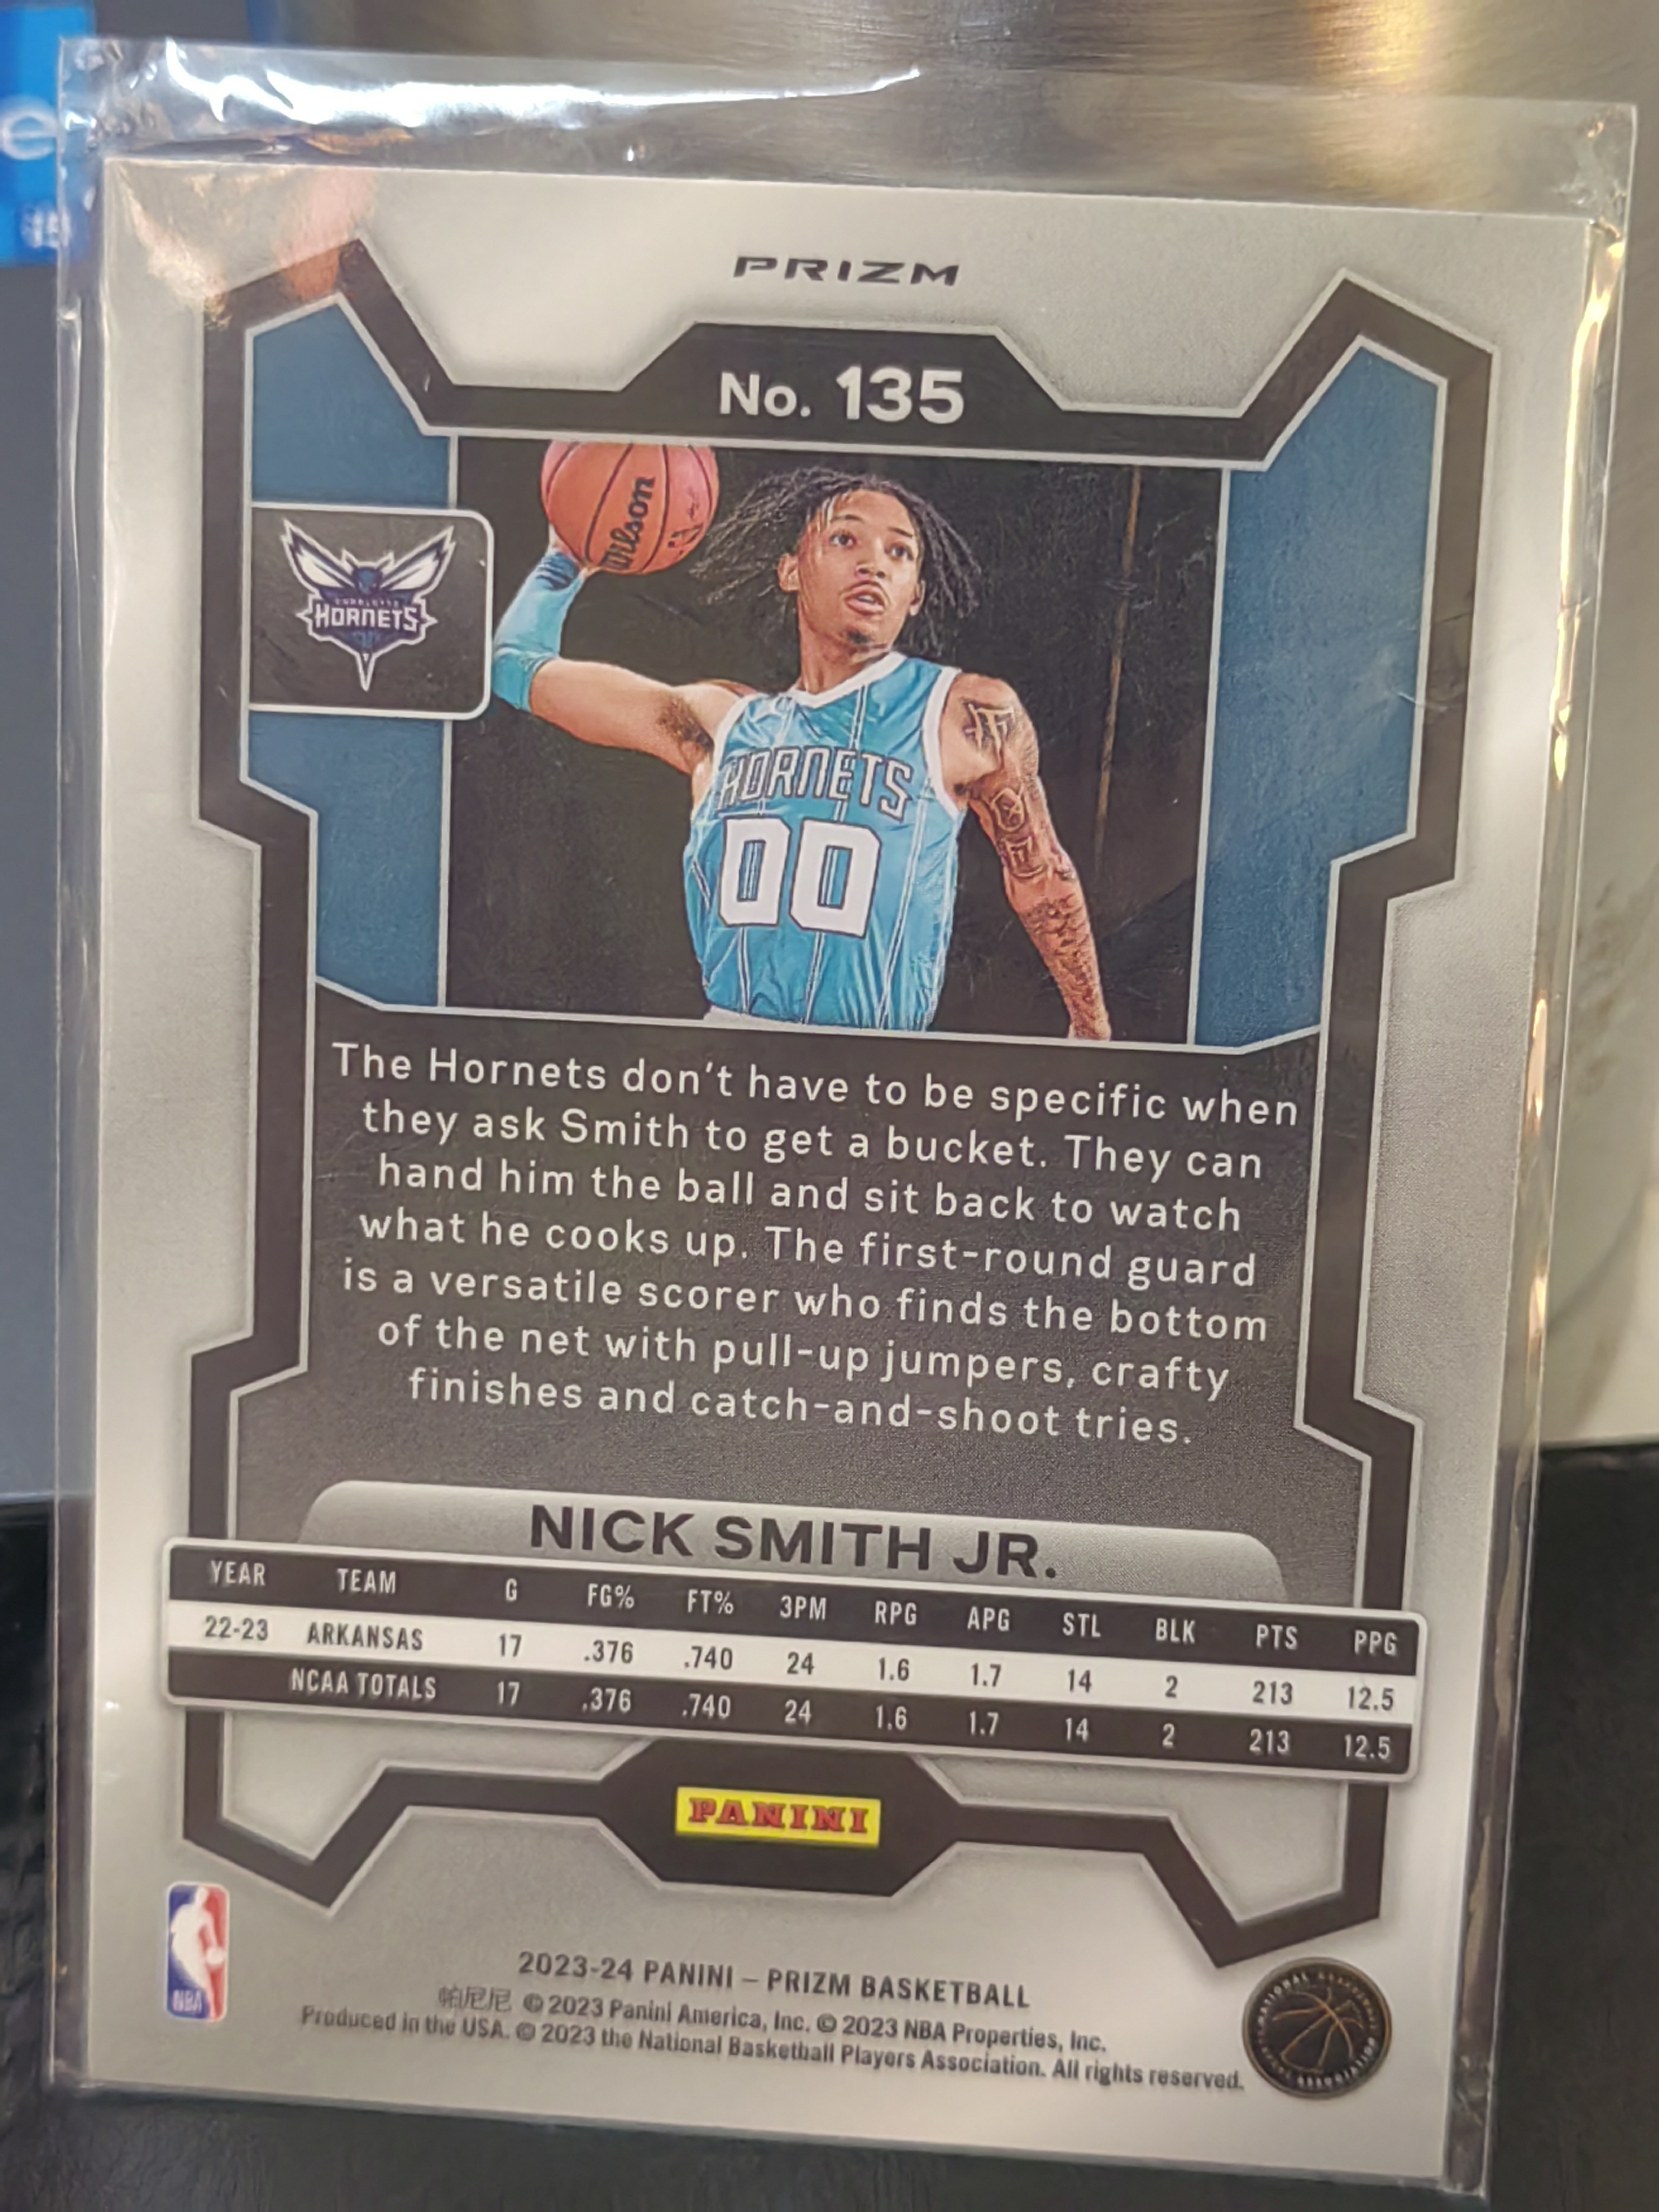 e
PRIZM
No. 135
Wilson
CHARLOTTE
HORNETS
HORNETS
00
The Hornets don't have to be specific when
they ask Smith to get a bucket. They can
hand him the ball and sit back to watch
what he cooks up. The first-round guard
is a versatile scorer who finds the bottom
of the net with pull-up jumpers, crafty
finishes and catch-and-shoot tries.
NICK SMITH JR.
YEAR TEAM G FG% FT% 3PM RPG APG STL BLK PTS PPG
22-23 ARKANSAS 17 .376 .740 24 1.6 1.7 14 2 213 12.5
NCAA TOTALS 17 .376 .740 24 1.6 1.7 14 2 213 12.5
PANINI
NBA
2023-24 PANINI – PRIZM BASKETBALL
帕尼尼 © 2023 Panini America, Inc. © 2023 NBA Properties, Inc.
Produced in the USA. © 2023 the National Basketball Players Association. All rights reserved.